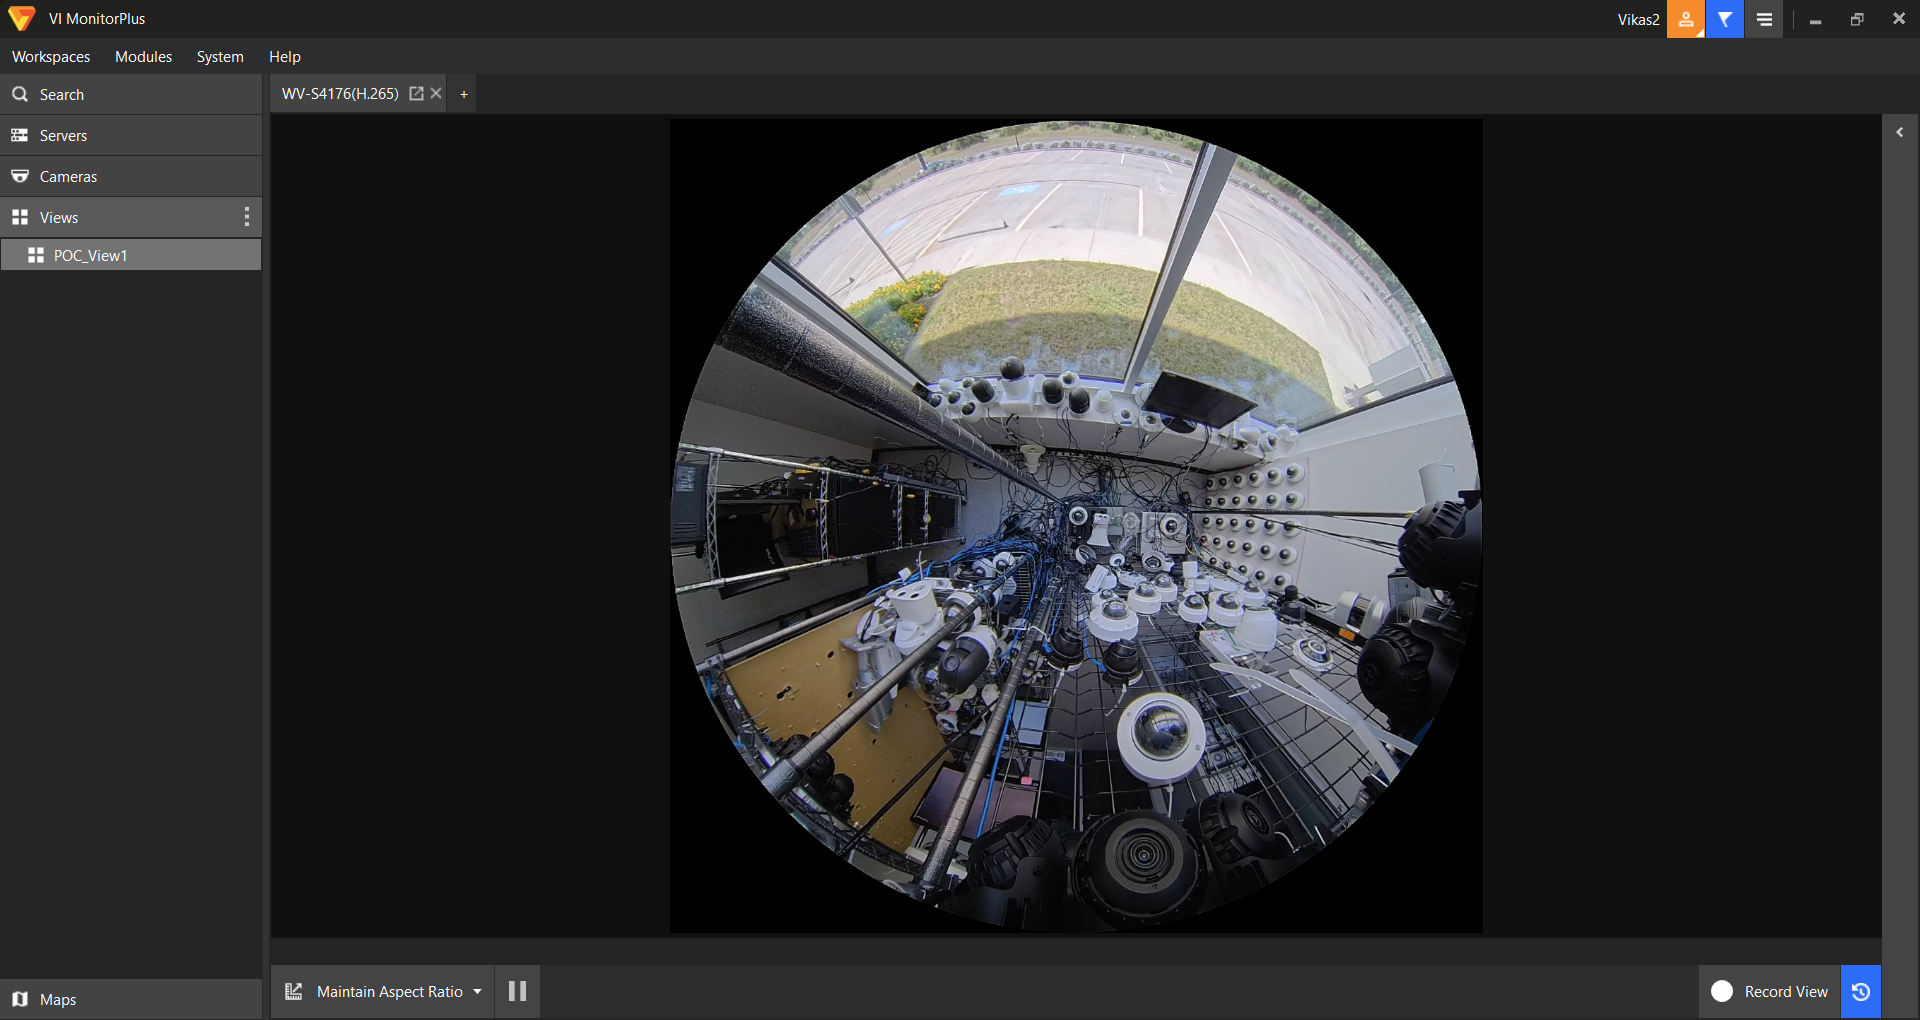 VI MonitorPlus
Vikas2
Workspaces Modules System Help
Search
WV-S4176(H.265)
+
Servers
Cameras
Views
POC_View1
Maps
Maintain Aspect Ratio
Record View